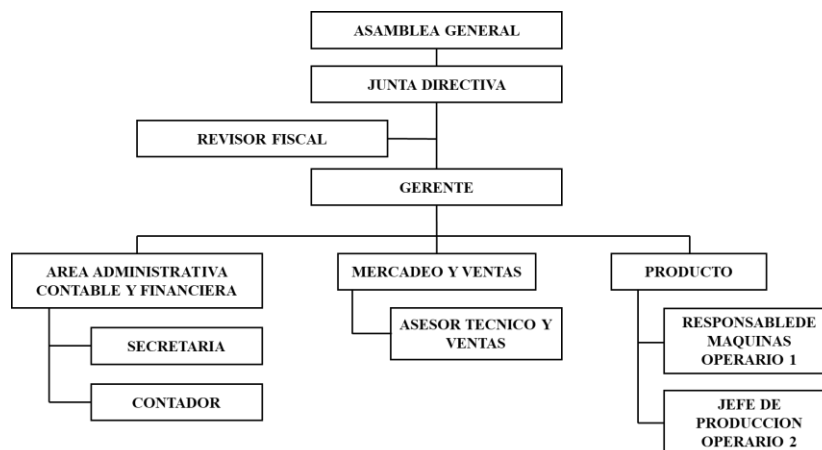 ASAMBLEA GENERAL
JUNTA DIRECTIVA
REVISOR FISCAL
GERENTE
AREA ADMINISTRATIVA
CONTABLE Y FINANCIERA
SECRETARIA
CONTADOR
MERCADEO Y VENTAS
ASESOR TECNICO Y
VENTAS
PRODUCTO
RESPONSABLEDE
MAQUINAS
OPERARIO 1
JEFE DE
PRODUCCION
OPERARIO 2